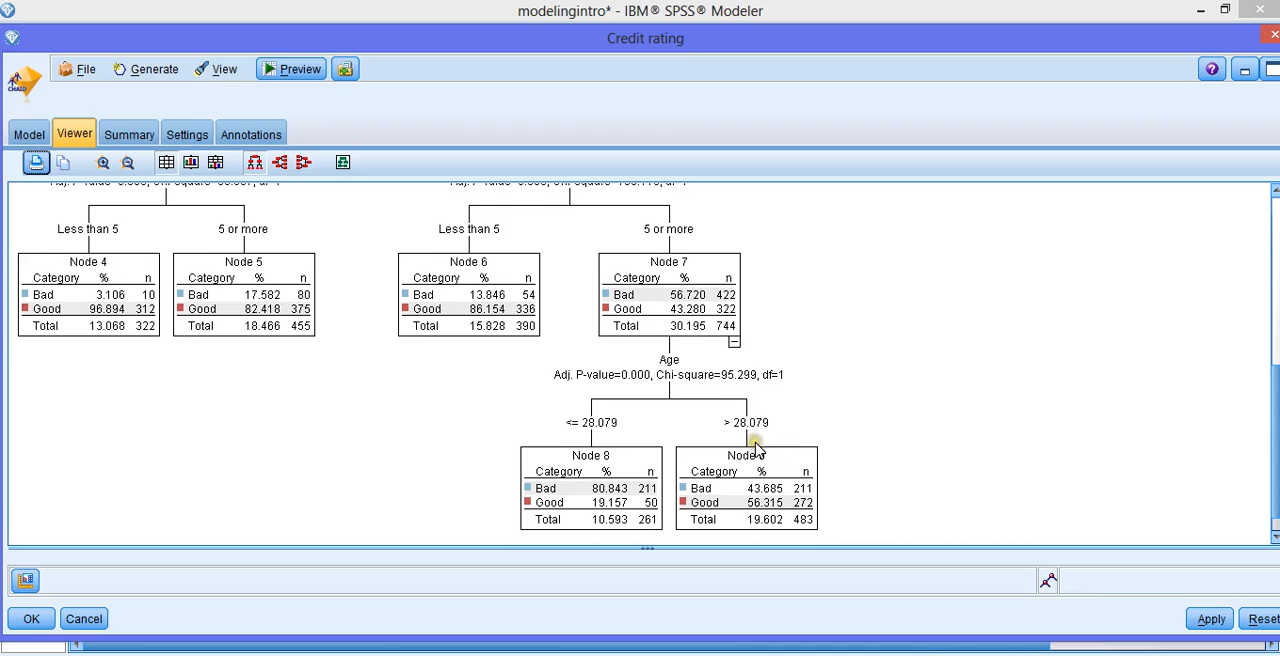 modelingintro* - IBM® SPSS® Modeler
Credit rating
CHAID File Generate View Preview
Model Viewer Summary Settings Annotations
Less than 5 5 or more Less than 5 5 or more
Node 4 Node 5 Node 6 Node 7
Category % n Category % n Category % n Category % n
Bad 3.106 10 Bad 17.582 80 Bad 13.846 54 Bad 56.720 422
Good 96.894 312 Good 82.418 375 Good 86.154 336 Good 43.280 322
Total 13.068 322 Total 18.466 455 Total 15.828 390 Total 30.195 744
Age
Adj. P-value=0.000, Chi-square=95.299, df=1
<= 28.079 > 28.079
Node 8 Node
Category % n Category % n
Bad 80.843 211 Bad 43.685 211
Good 19.157 50 Good 56.315 272
Total 10.593 261 Total 19.602 483
OK Cancel Apply Reset